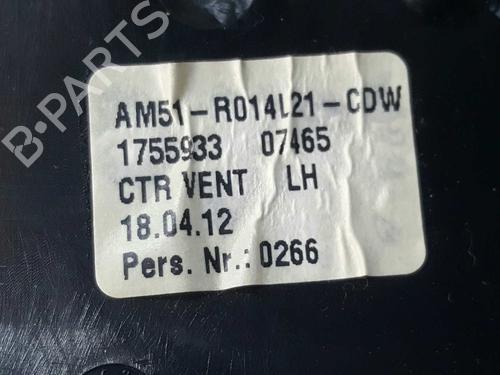 B-PARTS
AM51-R014L21-CDW
1755933 07465
CTR VENT LH
18.04.12
Pers. Nr.: 0266